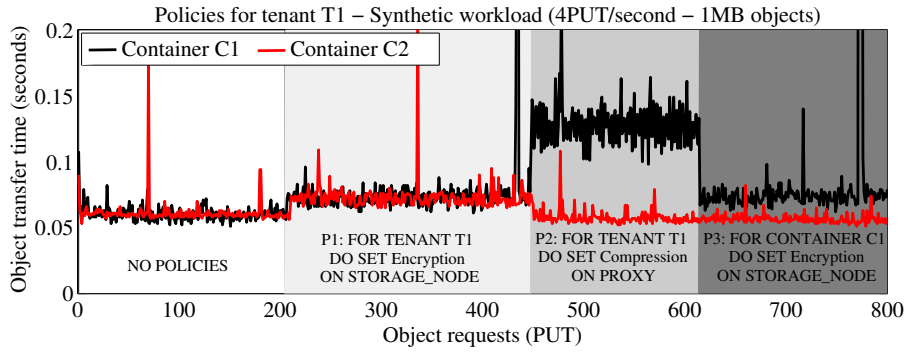 Policies for tenant T1 – Synthetic workload (4PUT/second – 1MB objects)
Object transfer time (seconds)
0.2
0.15
0.1
0.05
0
Container C1
Container C2
NO POLICIES
P1: FOR TENANT T1
DO SET Encryption
ON STORAGE_NODE
P2: FOR TENANT T1
DO SET Compression
ON PROXY
P3: FOR CONTAINER C1
DO SET Encryption
ON STORAGE_NODE
0 100 200 300 400 500 600 700 800
Object requests (PUT)